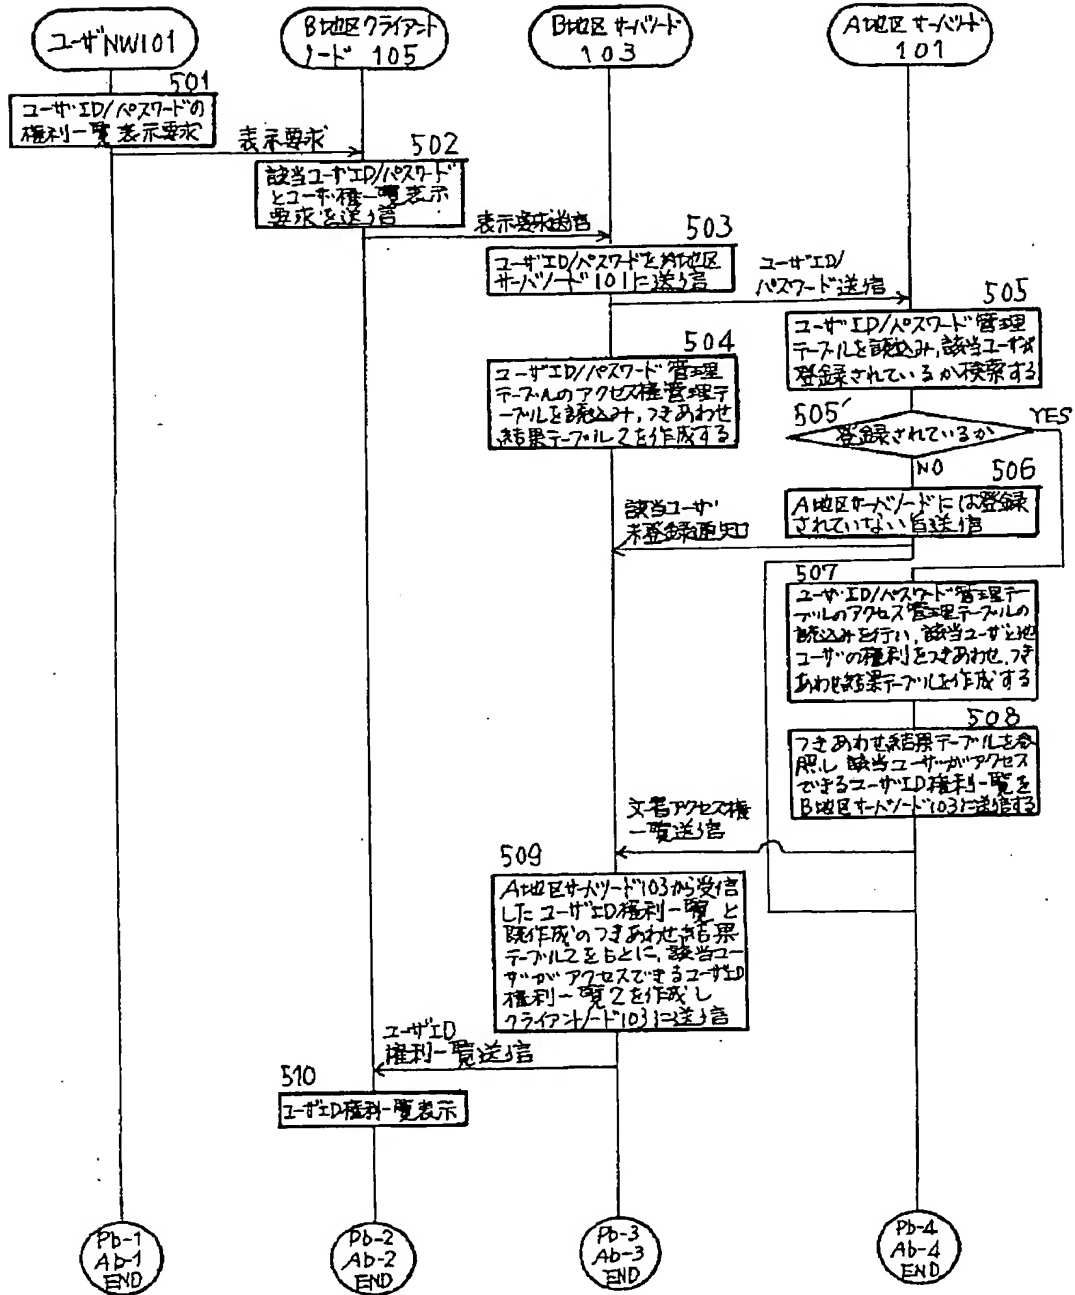 ユーザNW101
B地区クライアント
ノード 105
B地区サーバノード
103
A地区サーバノード
101
501
ユーザID/パスワードの
権利一覧表示要求
表示要求
502
該当ユーザID/パスワード
とユーザ権一覧表示
要求を送信
表示要求送信
503
ユーザID/パスワードをA地区
サーバノード101に送信
ユーザID/
パスワード送信
504
ユーザID/パスワード管理
テーブルのアクセス権管理テ
ーブルを読込み,つきあわせ
結果テーブル2を作成する
505
ユーザID/パスワード管理
テーブルを読込み,該当ユーザが
登録されているか検索する
505'
登録されているか
YES
NO
506
A地区サーバノードには登録
されていない旨送信
該当ユーザ
未登録通知
507
ユーザID/パスワード管理テー
ブルのアクセス管理テーブルの
読込みを行い,該当ユーザと他
ユーザの権利をつきあわせ,つき
あわせ結果テーブルを作成する
508
つきあわせ結果テーブルを参
照し 該当ユーザがアクセス
できるユーザID権利一覧を
B地区サーバノード103に送信する
文書アクセス権
一覧送信
509
A地区サーバノード103から受信
したユーザID権利一覧と
既作成のつきあわせ結果
テーブル2をもとに,該当ユー
ザがアクセスできるユーザID
権利一覧2を作成し
クライアントノード103に送信
ユーザID
権利一覧送信
510
ユーザID権利一覧表示
Pb-1
Ab-1
END
Pb-2
Ab-2
END
Pb-3
Ab-3
END
Pb-4
Ab-4
END